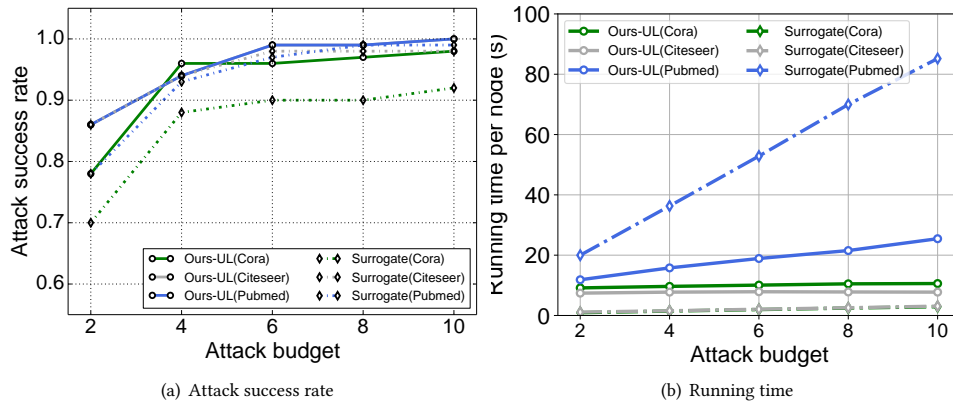 Attack success rate
1.0
0.9
0.8
0.7
0.6
2 4 6 8 10
Attack budget
Ours-UL(Cora) Surrogate(Cora)
Ours-UL(Citeseer) Surrogate(Citeseer)
Ours-UL(Pubmed) Surrogate(Pubmed)
(a) Attack success rate
Running time per node (s)
100
80
60
40
20
0
2 4 6 8 10
Attack budget
Ours-UL(Cora) Surrogate(Cora)
Ours-UL(Citeseer) Surrogate(Citeseer)
Ours-UL(Pubmed) Surrogate(Pubmed)
(b) Running time